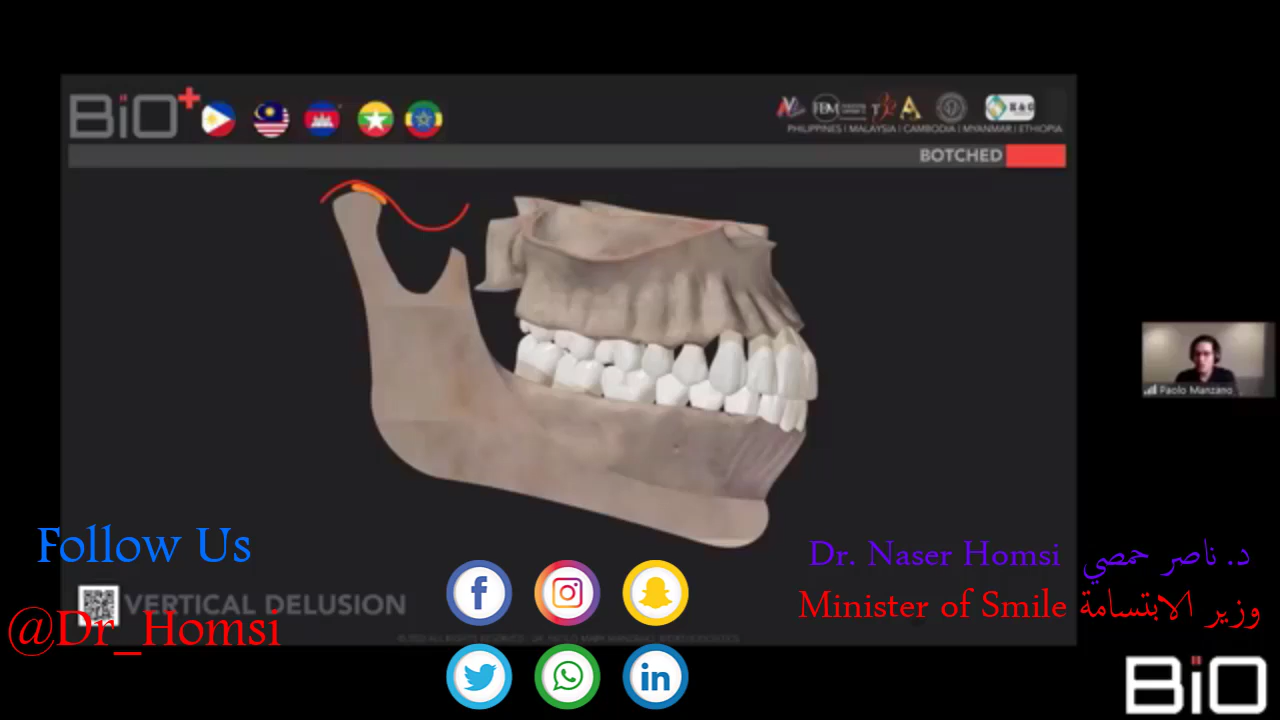 BiO+
PHILIPPINES | MALAYSIA | CAMBODIA | MYANMAR | ETHIOPIA
BOTCHED
Paolo Manzano
Follow Us
@Dr_Homsi
VERTICAL DELUSION
Dr. Naser Homsi د. ناصر حمصي
Minister of Smile وزير الابتسامة
BiO